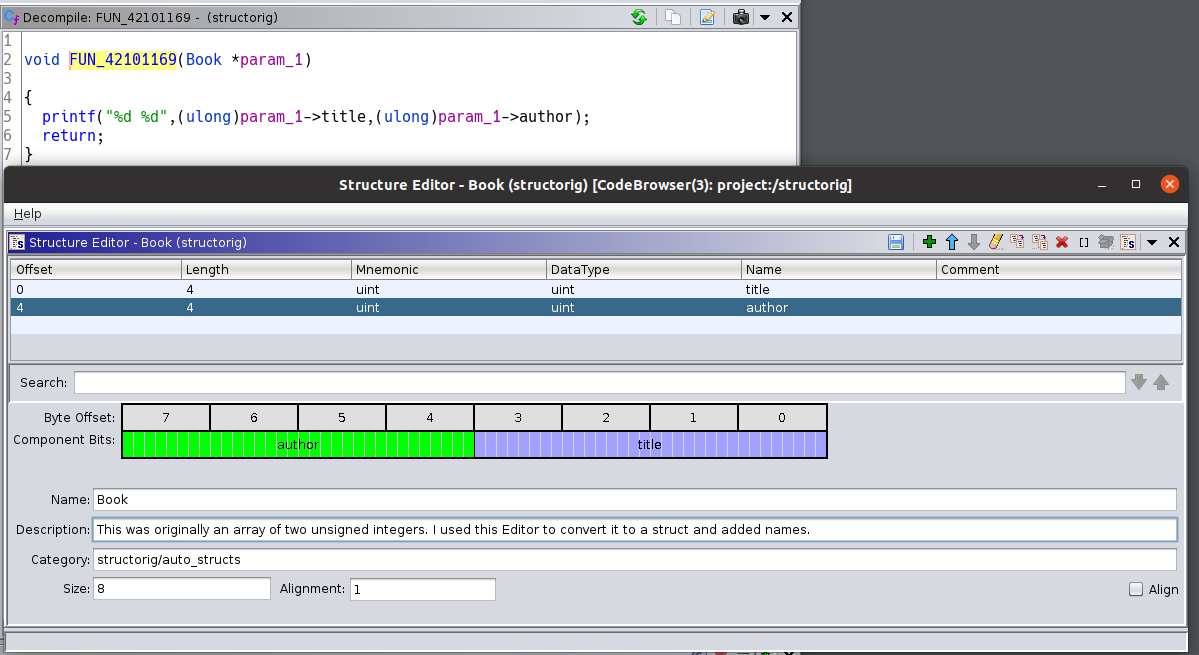 Decompile: FUN_42101169 - (structorig)
1
2 void FUN_42101169(Book *param_1)
3
4 {
5 printf("%d %d",(ulong)param_1->title,(ulong)param_1->author);
6 return;
7 }
Structure Editor - Book (structorig) [CodeBrowser(3): project:/structorig]
Help
Structure Editor - Book (structorig)
Offset Length Mnemonic DataType Name Comment
0 4 uint uint title
4 4 uint uint author
Search:
Byte Offset: 7 6 5 4 3 2 1 0
Component Bits: author title
Name: Book
Description: This was originally an array of two unsigned integers. I used this Editor to convert it to a struct and added names.
Category: structorig/auto_structs
Size: 8 Alignment: 1 Align